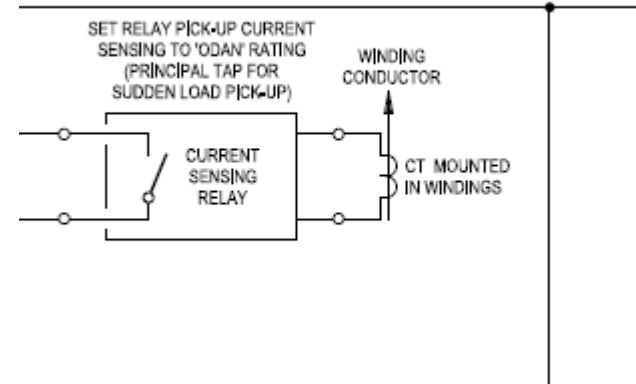 SET RELAY PICK-UP CURRENT
SENSING TO 'ODAN' RATING
(PRINCIPAL TAP FOR
SUDDEN LOAD PICK-UP)
WINDING
CONDUCTOR
CURRENT
SENSING
RELAY
CT MOUNTED
IN WINDINGS